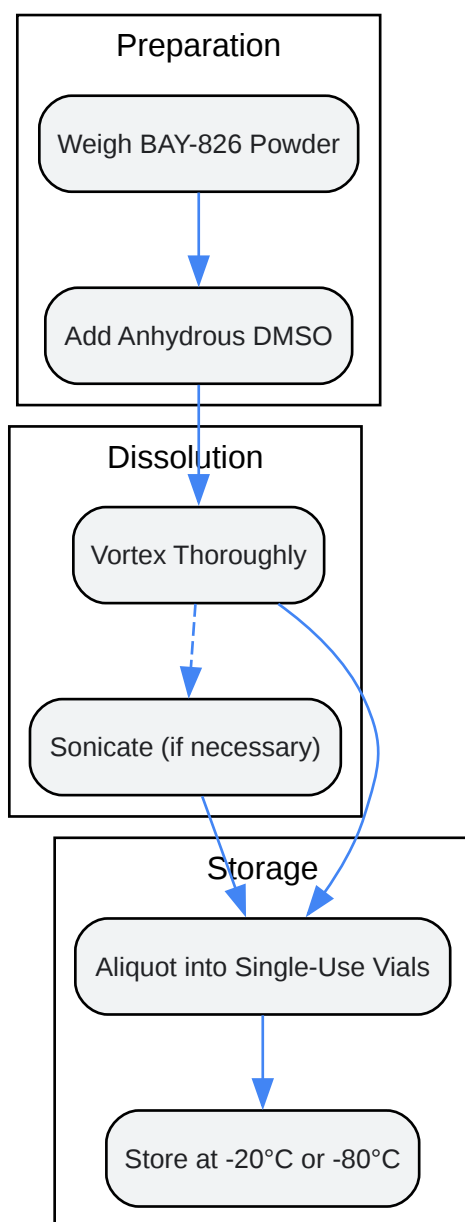 Preparation
Weigh BAY-826 Powder
Add Anhydrous DMSO
Dissolution
Vortex Thoroughly
Sonicate (if necessary)
Storage
Aliquot into Single-Use Vials
Store at -20°C or -80°C